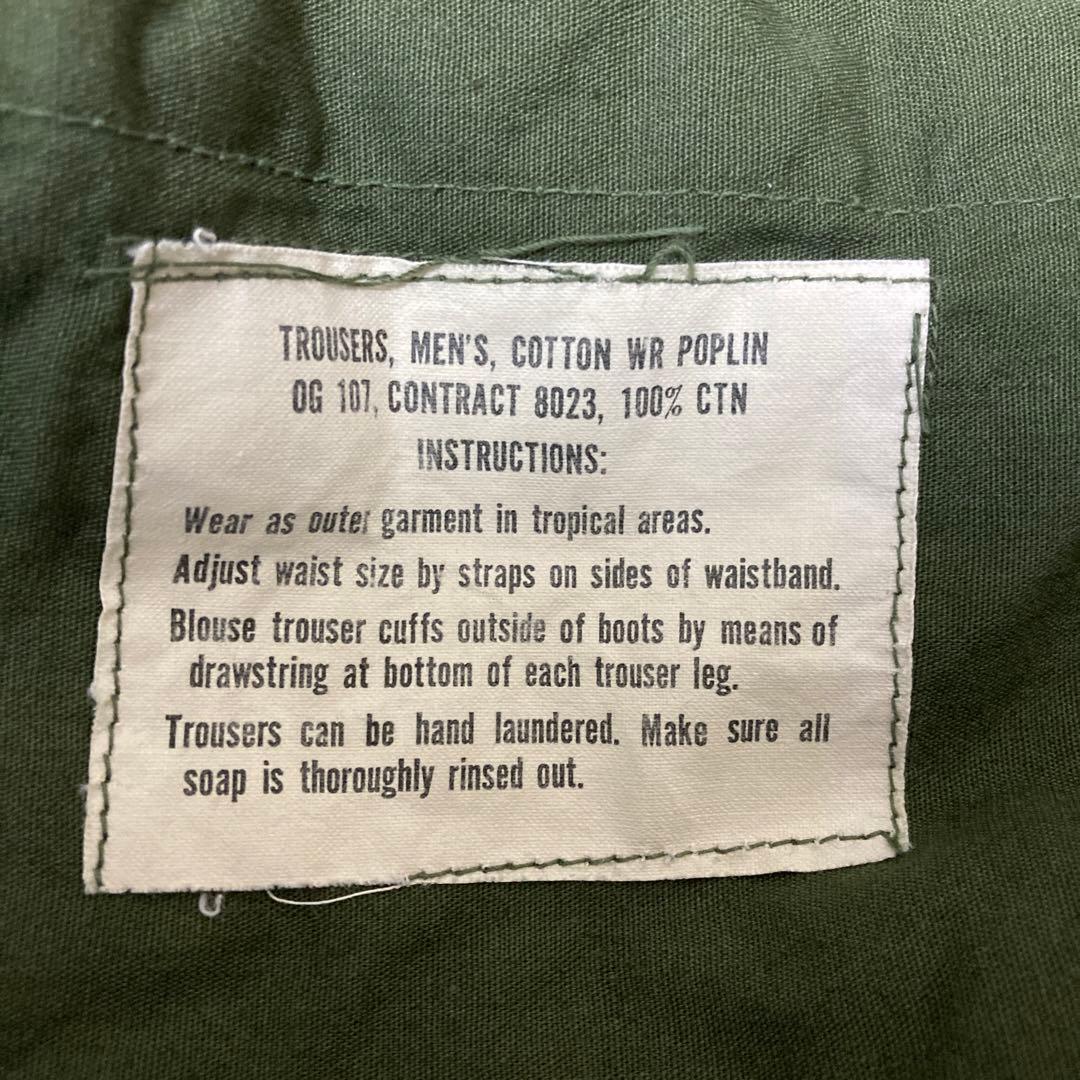 TROUSERS, MEN'S, COTTON WR POPLIN
OG 107, CONTRACT 8023, 100% CTN
INSTRUCTIONS:
Wear as outer garment in tropical areas.
Adjust waist size by straps on sides of waistband.
Blouse trouser cuffs outside of boots by means of
drawstring at bottom of each trouser leg.
Trousers can be hand laundered. Make sure all
soap is thoroughly rinsed out.